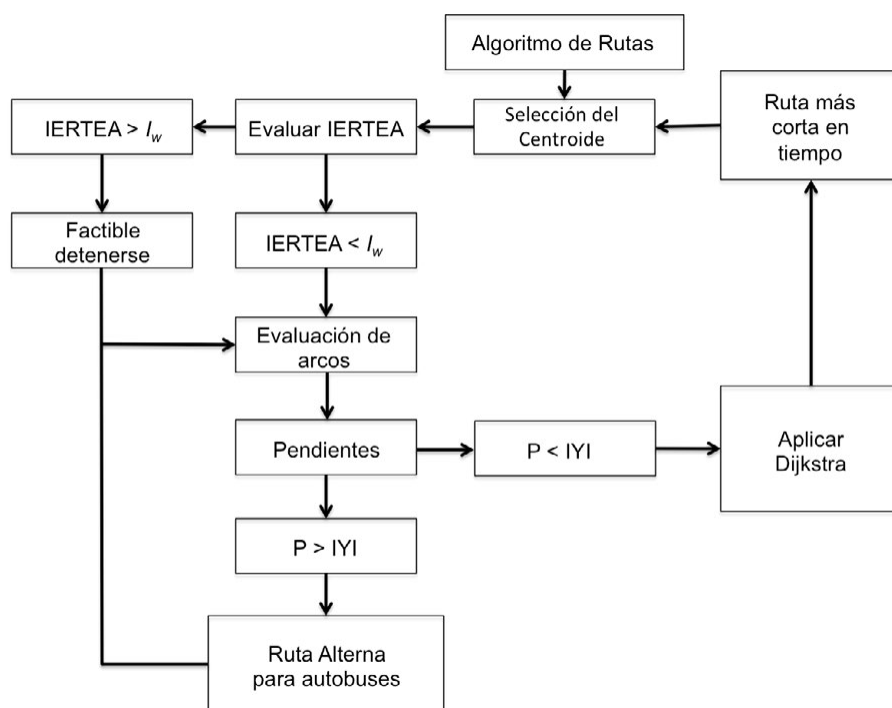 Algoritmo de Rutas
Selección del
Centroide
Ruta más
corta en
tiempo
Evaluar IERTEA
IERTEA > Iw
Factible
detenerse
IERTEA < Iw
Evaluación de
arcos
Pendientes
P < IYI
Aplicar
Dijkstra
P > IYI
Ruta Alterna
para autobuses